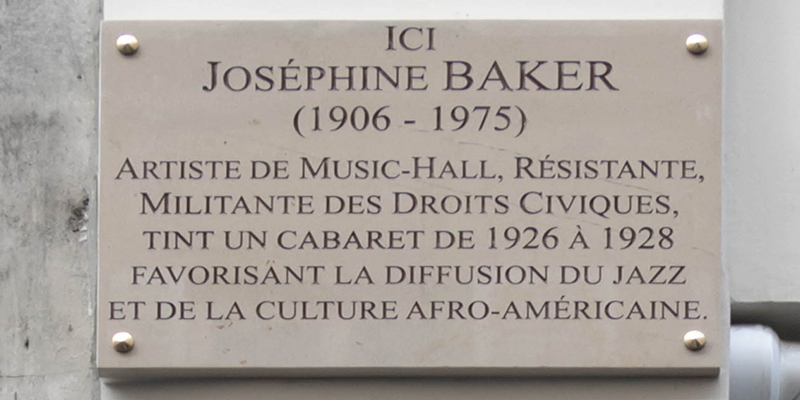 ICI
JOSÉPHINE BAKER
(1906 - 1975)
ARTISTE DE MUSIC-HALL, RÉSISTANTE,
MILITANTE DES DROITS CIVIQUES,
TINT UN CABARET DE 1926 À 1928
FAVORISANT LA DIFFUSION DU JAZZ
ET DE LA CULTURE AFRO-AMÉRICAINE.